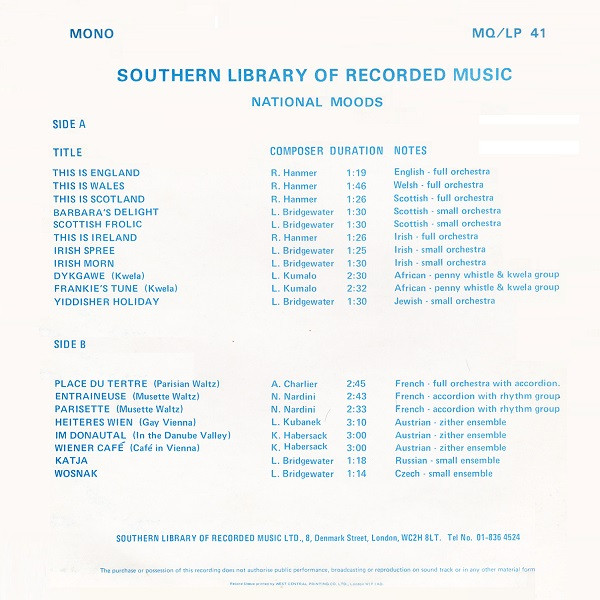 MONO MQ/LP 41
SOUTHERN LIBRARY OF RECORDED MUSIC
NATIONAL MOODS
SIDE A
TITLE COMPOSER DURATION NOTES
THIS IS ENGLAND R. Hanmer 1:19 English - full orchestra
THIS IS WALES R. Hanmer 1:46 Welsh - full orchestra
THIS IS SCOTLAND R. Hanmer 1:26 Scottish - full orchestra
BARBARA'S DELIGHT L. Bridgewater 1:30 Scottish - small orchestra
SCOTTISH FROLIC L. Bridgewater 1:30 Scottish - small orchestra
THIS IS IRELAND R. Hanmer 1:26 Irish - full orchestra
IRISH SPREE L. Bridgewater 1:25 Irish - small orchestra
IRISH MORN L. Bridgewater 1:30 Irish - small orchestra
DYKGAWE (Kwela) L. Kumalo 2:30 African - penny whistle & kwela group
FRANKIE'S TUNE (Kwela) L. Kumalo 2:32 African - penny whistle & kwela group
YIDDISHER HOLIDAY L. Bridgewater 1:30 Jewish - small orchestra
SIDE B
PLACE DU TERTRE (Parisian Waltz) A. Charlier 2:45 French - full orchestra with accordion.
ENTRAINEUSE (Musette Waltz) N. Nardini 2:43 French - accordion with rhythm group
PARISETTE (Musette Waltz) N. Nardini 2:33 French - accordion with rhythm group
HEITERES WIEN (Gay Vienna) L. Kubanek 3:10 Austrian - zither ensemble
IM DONAUTAL (In the Danube Valley) K. Habersack 3:00 Austrian - zither ensemble
WIENER CAFÉ (Café in Vienna) K. Habersack 3:00 Austrian - zither ensemble
KATJA L. Bridgewater 1:18 Russian - small ensemble
WOSNAK L. Bridgewater 1:14 Czech - small ensemble
SOUTHERN LIBRARY OF RECORDED MUSIC LTD., 8, Denmark Street, London, WC2H 8LT. Tel No. 01-836 4524
The purchase or possession of this recording does not authorise public performance, broadcasting or reproduction on sound track or in any other material form